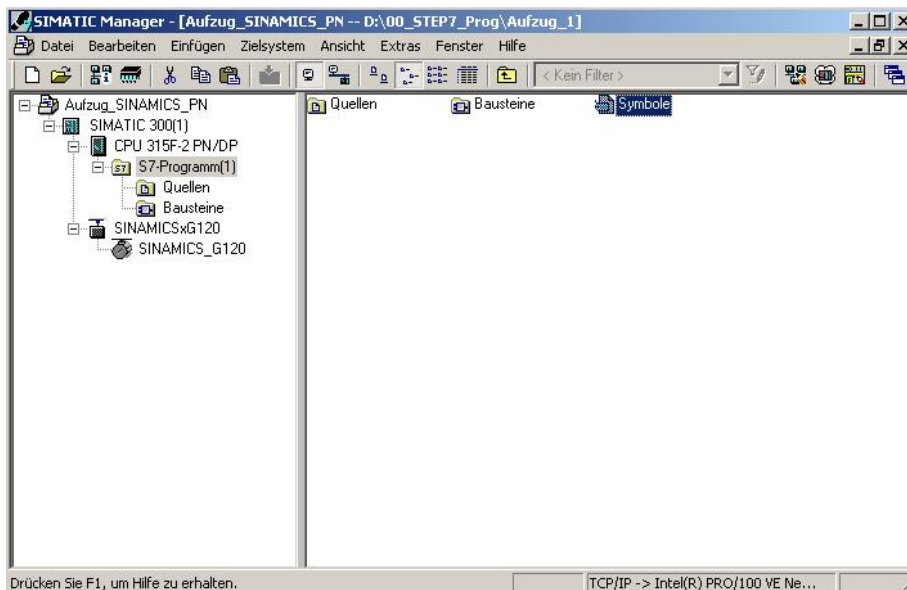 SIMATIC Manager - [Aufzug_SINAMICS_PN -- D:\00_STEP7_Prog\Aufzug_1]
Datei Bearbeiten Einfügen Zielsystem Ansicht Extras Fenster Hilfe
< Kein Filter >
Aufzug_SINAMICS_PN
SIMATIC 300(1)
CPU 315F-2 PN/DP
S7-Programm(1)
Quellen
Bausteine
SINAMICSxG120
SINAMICS_G120
Quellen Bausteine Symbole
Drücken Sie F1, um Hilfe zu erhalten. TCP/IP -> Intel(R) PRO/100 VE Ne...